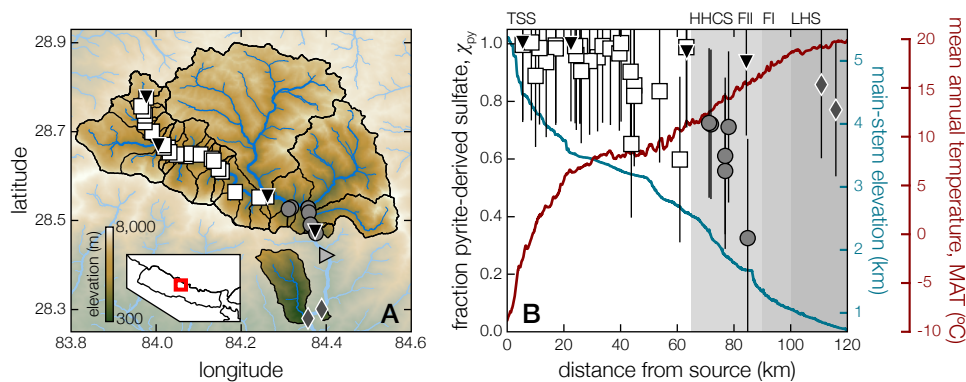 TSS HHCS FII FI LHS
28.9
28.7
28.5
28.3
latitude
83.8 84.0 84.2 84.4 84.6
longitude
elevation (m)
8,000
300
A
1.0
0.8
0.6
0.4
0.2
0.0
fraction pyrite-derived sulfate, χpy
B
0 20 40 60 80 100 120
distance from source (km)
5
4
3
2
1
main-stem elevation (km)
20
15
10
5
0
-5
-10
mean annual temperature, MAT (ºC)